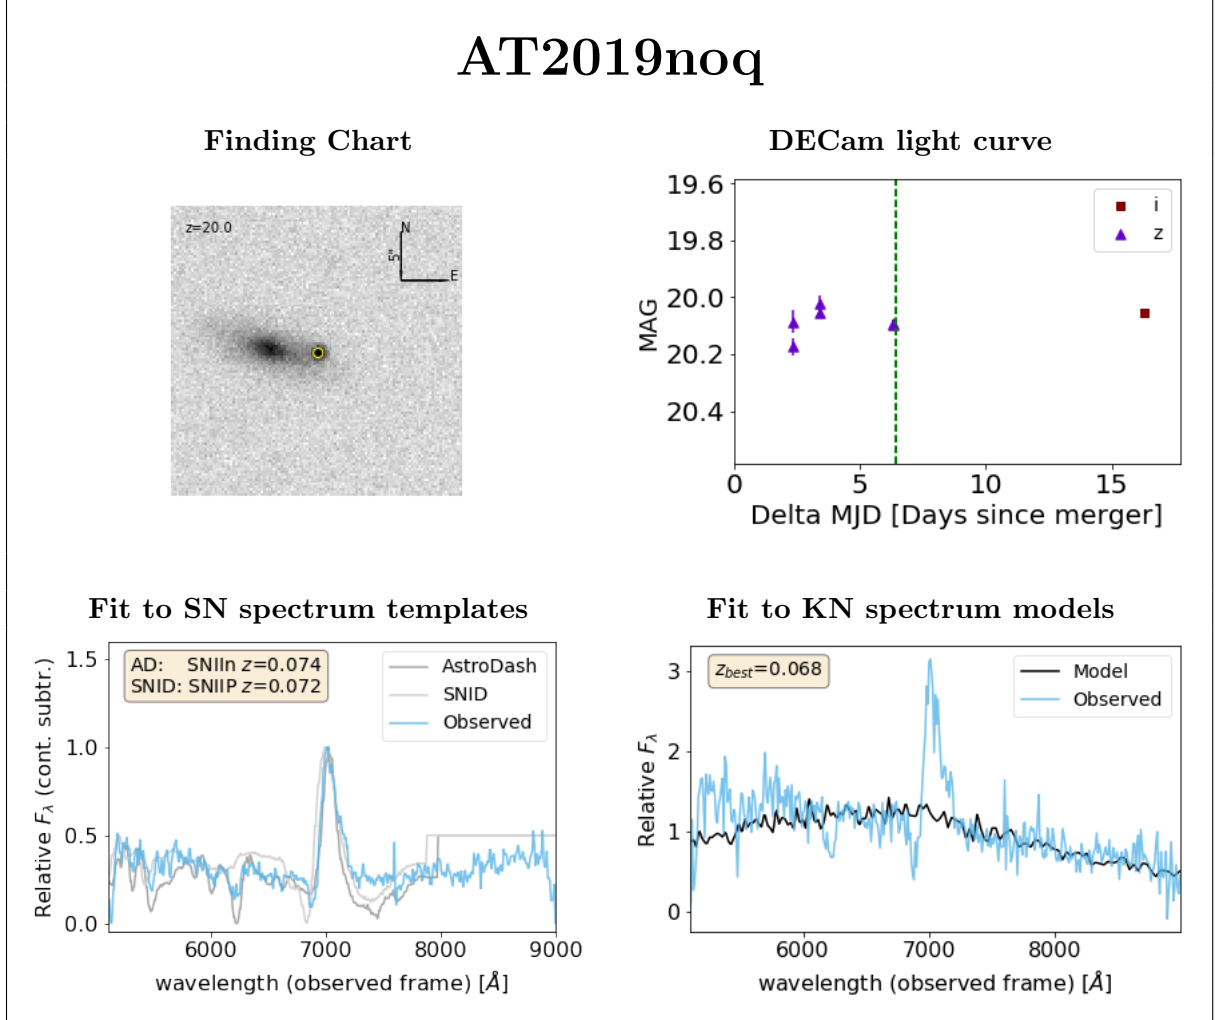 AT2019noq
Finding Chart
z=20.0
N
5"
E
DECam light curve
19.6
19.8
20.0
20.2
20.4
MAG
0 5 10 15
Delta MJD [Days since merger]
i
z
Fit to SN spectrum templates
1.5
1.0
0.5
0.0
Relative Fλ (cont. subtr.)
AD: SNIIn z=0.074
SNID: SNIIP z=0.072
AstroDash
SNID
Observed
6000 7000 8000 9000
wavelength (observed frame) [Å]
Fit to KN spectrum models
3
2
1
0
Relative Fλ
zbest=0.068
Model
Observed
6000 7000 8000
wavelength (observed frame) [Å]